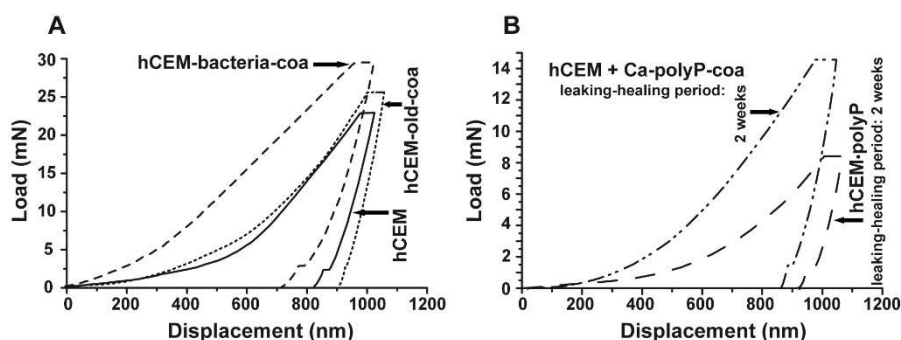 A
hCEM-bacteria-coa
hCEM-old-coa
hCEM
Load (mN)
30
25
20
15
10
5
0
0 200 400 600 800 1000 1200
Displacement (nm)
B
hCEM + Ca-polyP-coa
leaking-healing period:
2 weeks
hCEM-polyP
leaking-healing period: 2 weeks
Load (mN)
14
12
10
8
6
4
2
0
0 200 400 600 800 1000 1200
Displacement (nm)